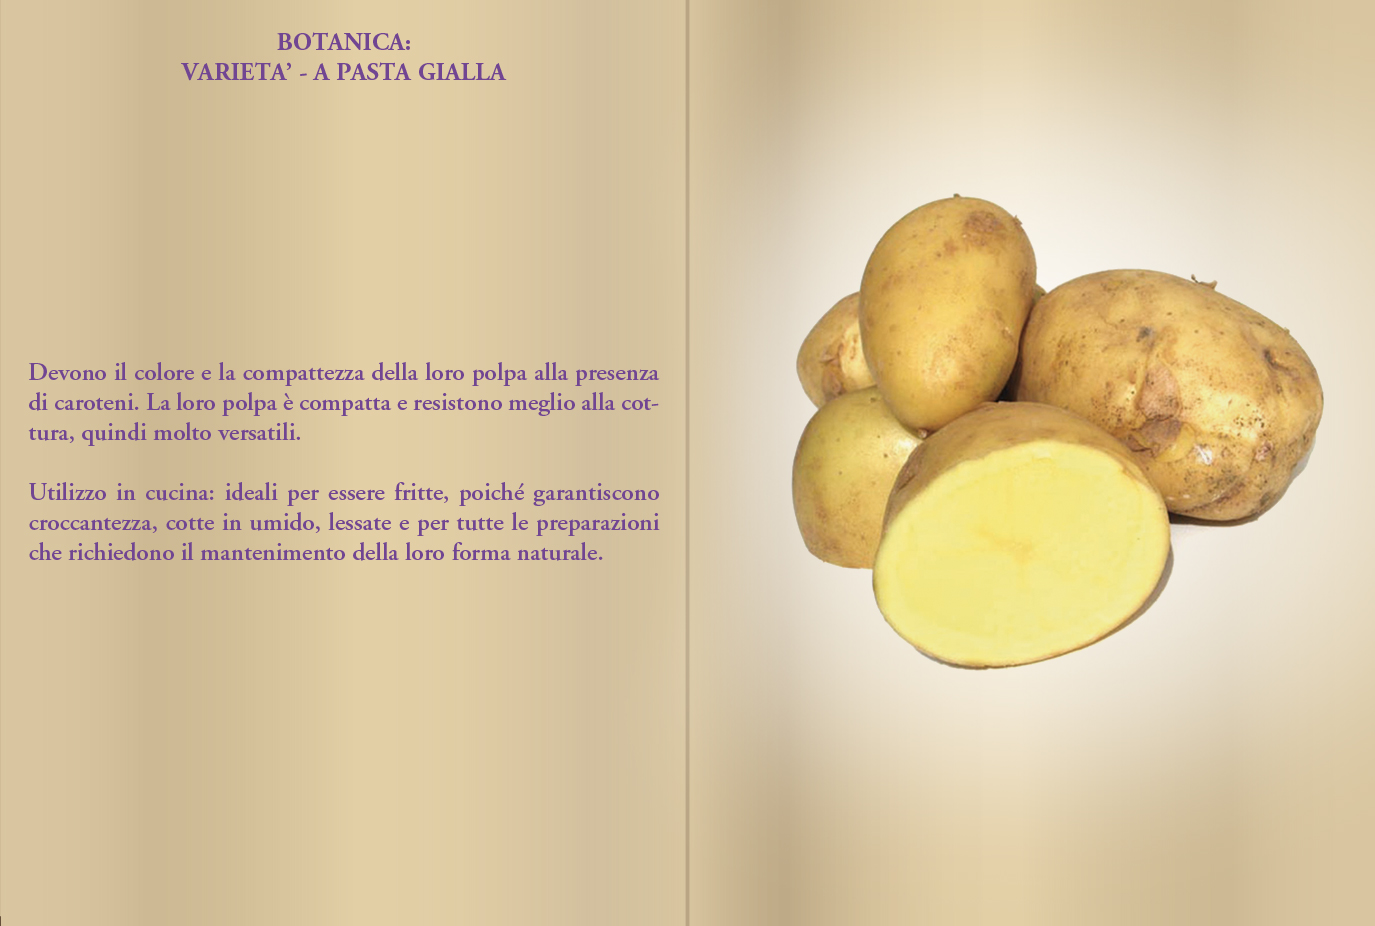 BOTANICA:
VARIETA’ - A PASTA GIALLA
Devono il colore e la compattezza della loro polpa alla presenza
di caroteni. La loro polpa è compatta e resistono meglio alla cot-
tura, quindi molto versatili.
Utilizzo in cucina: ideali per essere fritte, poiché garantiscono
croccantezza, cotte in umido, lessate e per tutte le preparazioni
che richiedono il mantenimento della loro forma naturale.